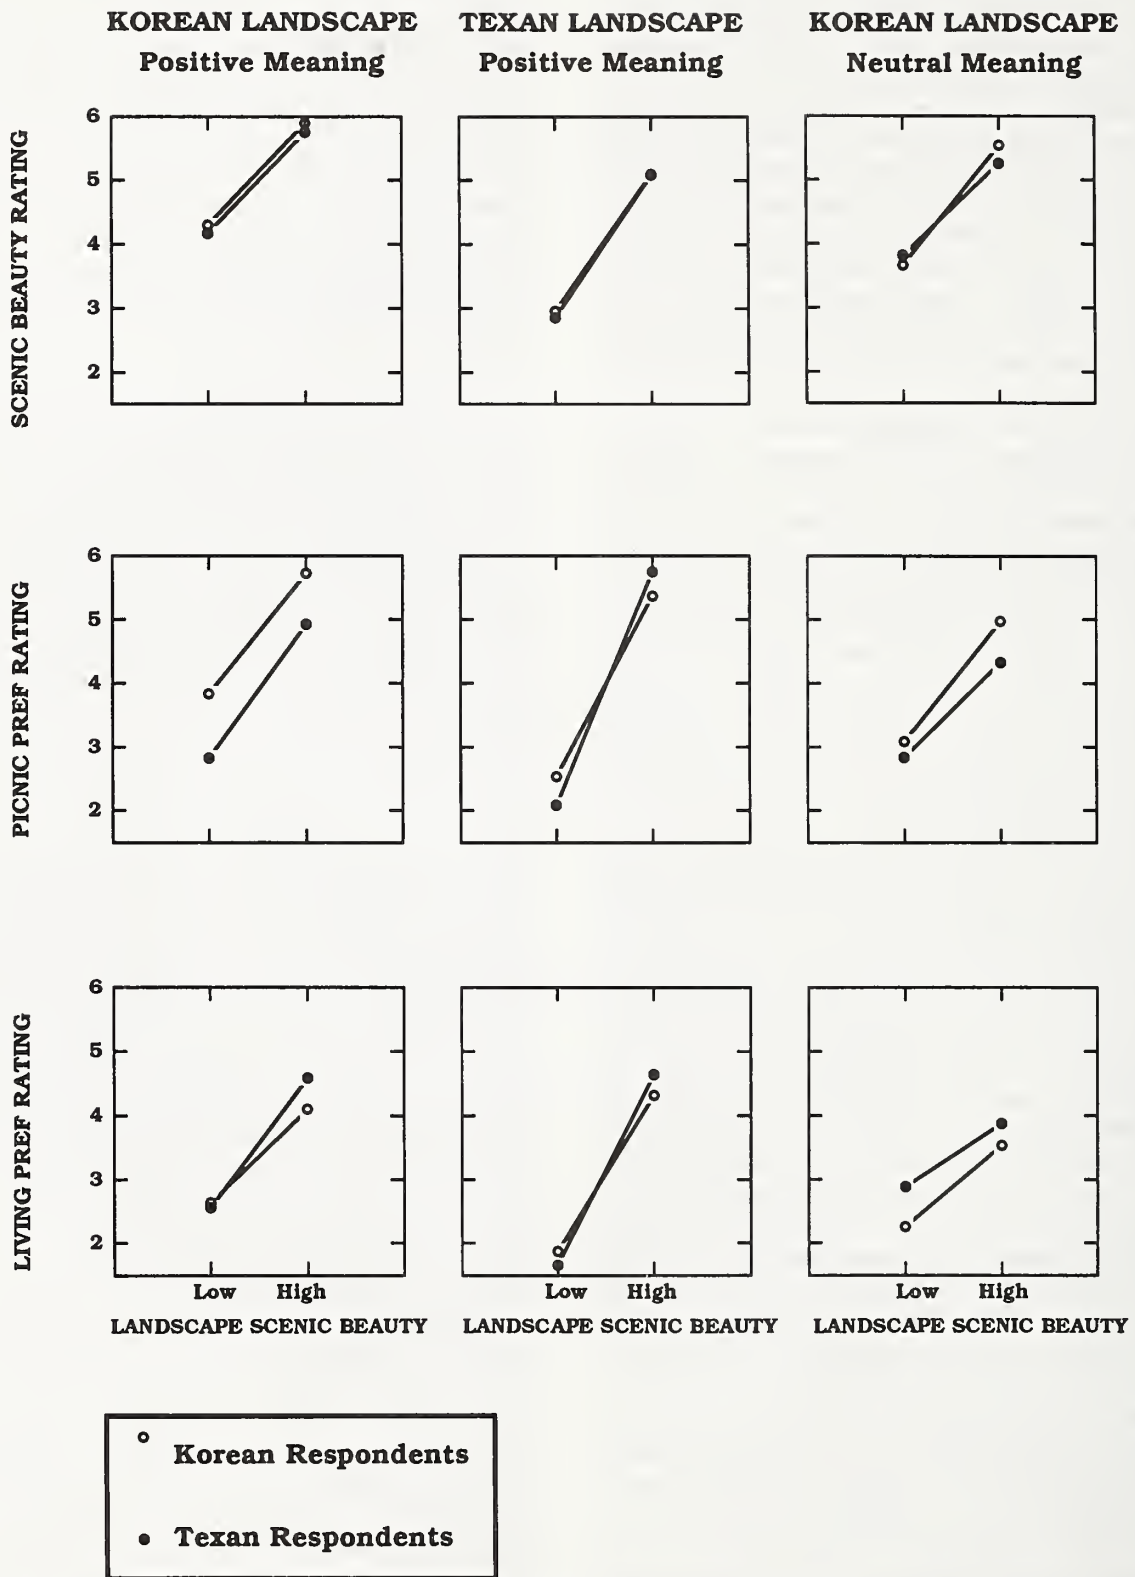 KOREAN LANDSCAPE
Positive Meaning
TEXAN LANDSCAPE
Positive Meaning
KOREAN LANDSCAPE
Neutral Meaning
SCENIC BEAUTY RATING
6
5
4
3
2
PICNIC PREF RATING
6
5
4
3
2
LIVING PREF RATING
6
5
4
3
2
Low High
LANDSCAPE SCENIC BEAUTY
Low High
LANDSCAPE SCENIC BEAUTY
Low High
LANDSCAPE SCENIC BEAUTY
Korean Respondents
Texan Respondents